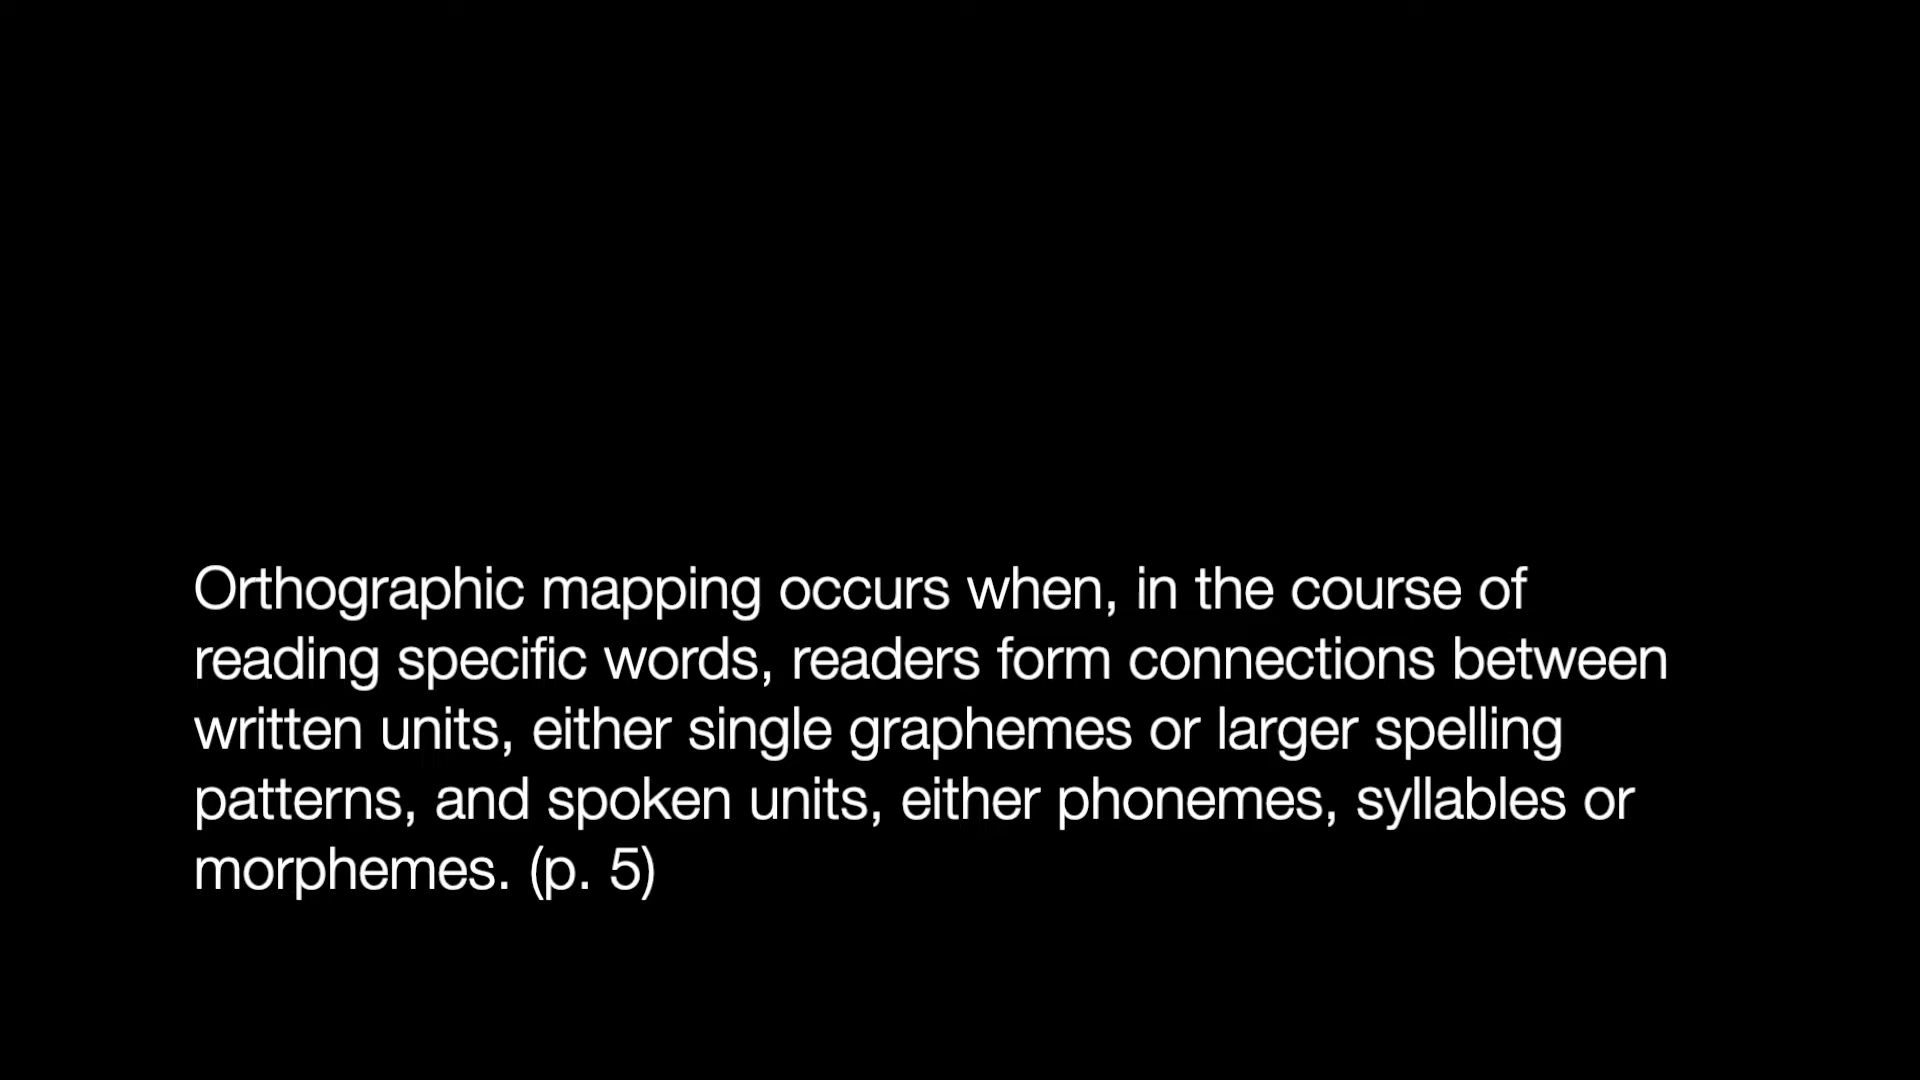 Orthographic mapping occurs when, in the course of
reading specific words, readers form connections between
written units, either single graphemes or larger spelling
patterns, and spoken units, either phonemes, syllables or
morphemes. (p. 5)